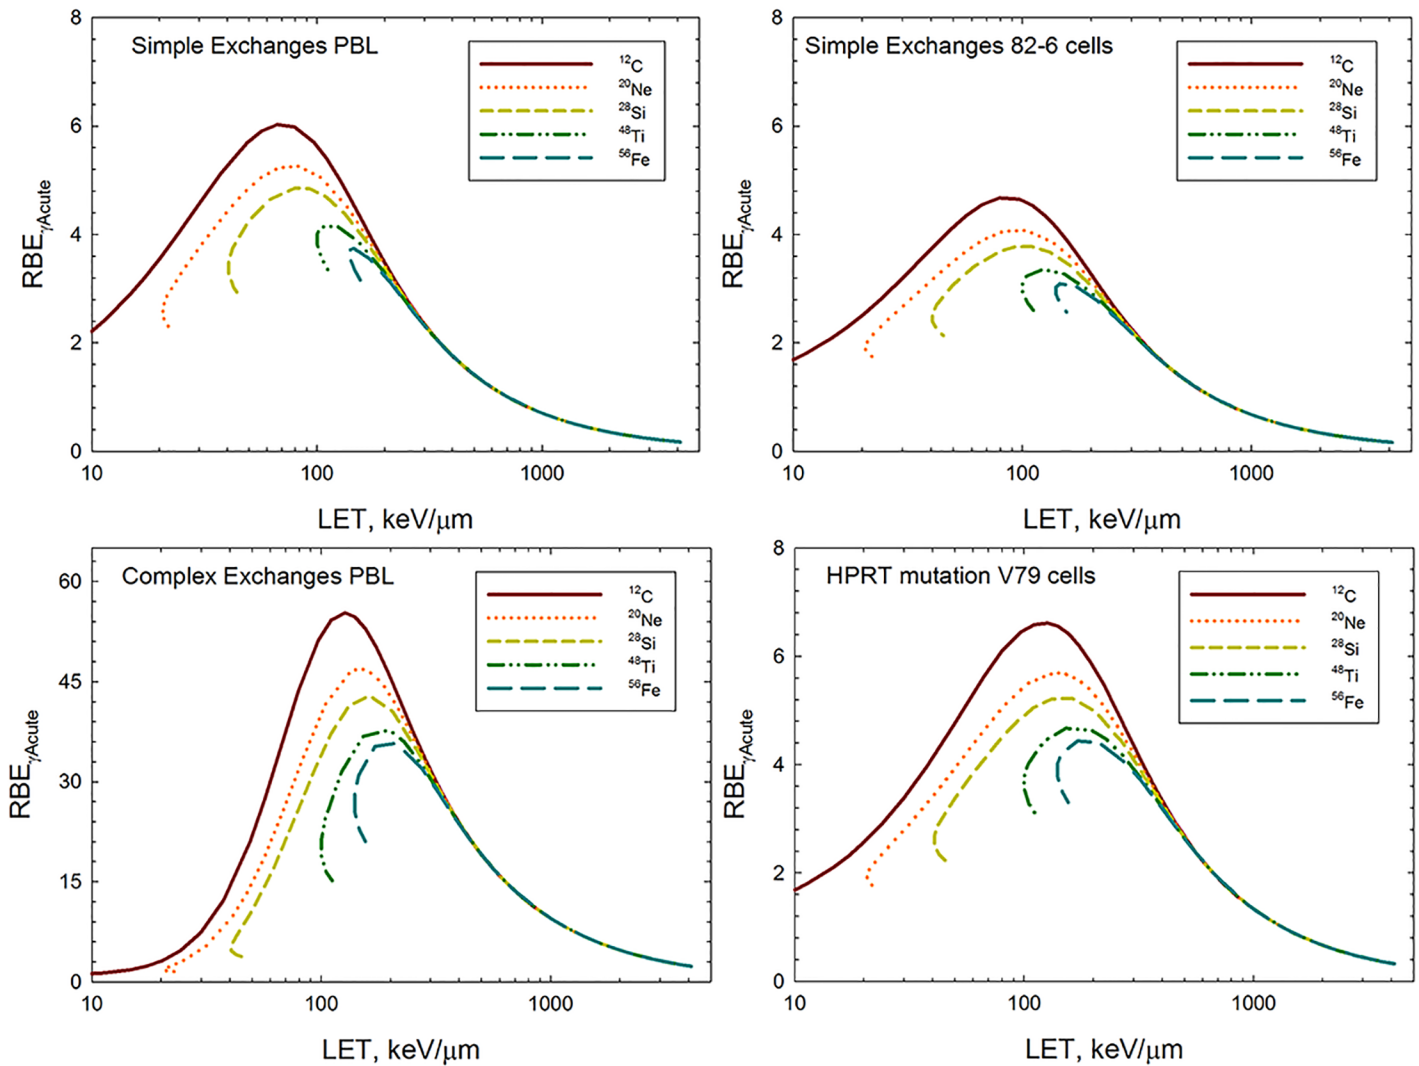 8
6
4
2
0
Simple Exchanges PBL
¹²C
²⁰Ne
²⁸Si
⁴⁸Ti
⁵⁶Fe
RBEγAcute
10
100
1000
LET, keV/μm
8
6
4
2
0
Simple Exchanges 82-6 cells
¹²C
²⁰Ne
²⁸Si
⁴⁸Ti
⁵⁶Fe
RBEγAcute
10
100
1000
LET, keV/μm
60
45
30
15
0
Complex Exchanges PBL
¹²C
²⁰Ne
²⁸Si
⁴⁸Ti
⁵⁶Fe
RBEγAcute
10
100
1000
LET, keV/μm
8
6
4
2
0
HPRT mutation V79 cells
¹²C
²⁰Ne
²⁸Si
⁴⁸Ti
⁵⁶Fe
RBEγAcute
10
100
1000
LET, keV/μm